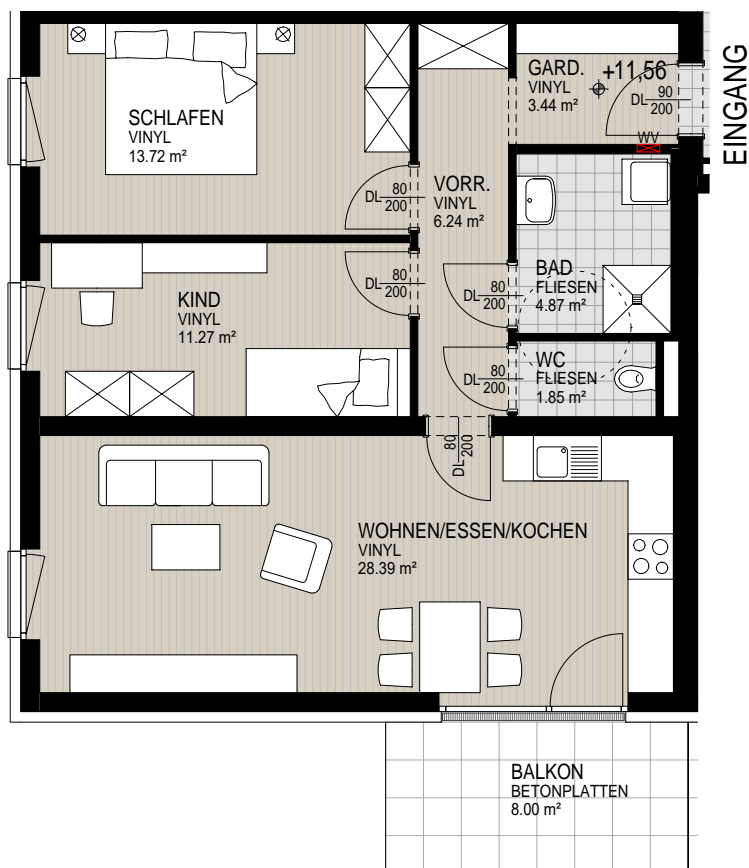 EINGANG
GARD.
VINYL
3.44 m²
+11,56
DL 90
200
WV
SCHLAFEN
VINYL
13.72 m²
DL 80
200
VORR.
VINYL
6.24 m²
KIND
VINYL
11.27 m²
DL 80
200
BAD
FLIESEN
4.87 m²
DL 80
200
WC
FLIESEN
1.85 m²
DL 80
200
DL 80
200
WOHNEN/ESSEN/KOCHEN
VINYL
28.39 m²
BALKON
BETONPLATTEN
8.00 m²